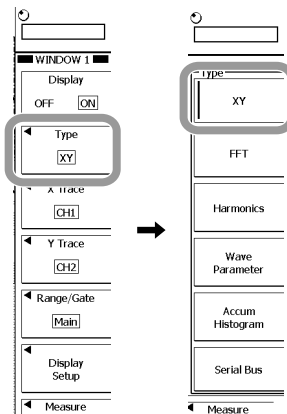 WINDOW 1
Display
OFF ON
Type
XY
X Trace
CH1
Y Trace
CH2
Range/Gate
Main
Display
Setup
Measure
Type
XY
FFT
Harmonics
Wave
Parameter
Accum
Histogram
Serial Bus
Measure